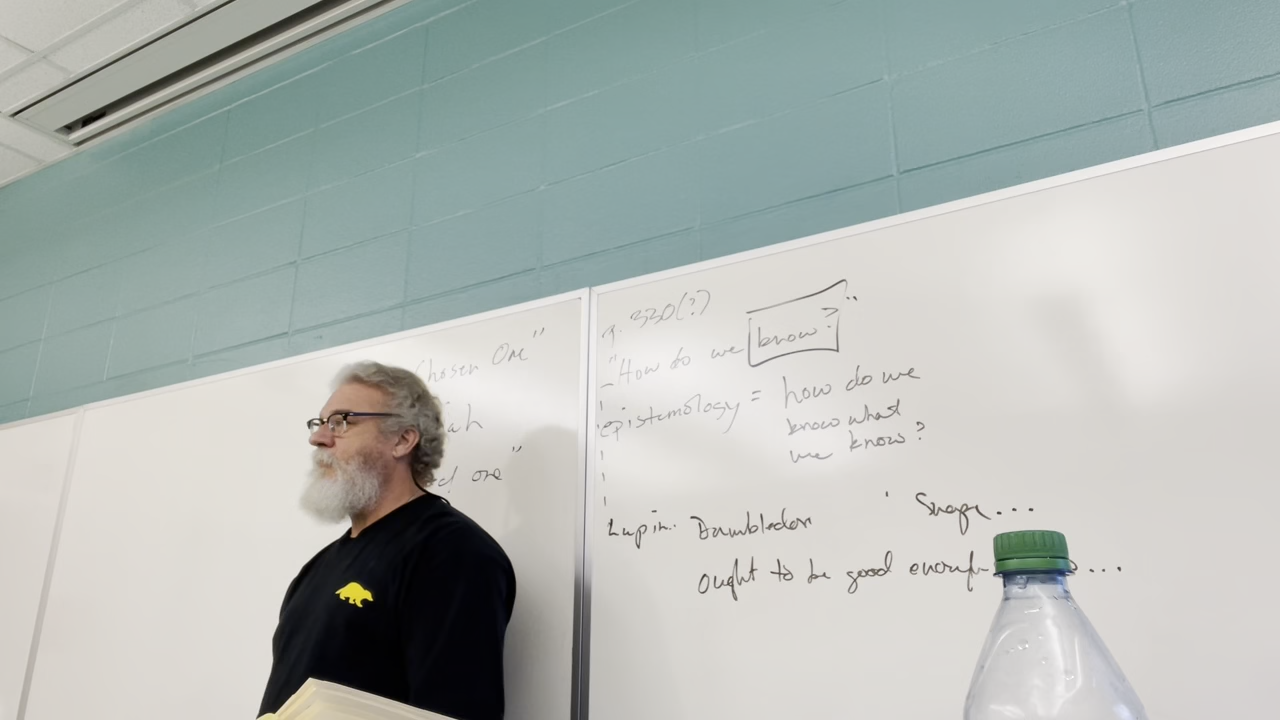 Chosen One"
one"
p. 330(?)
"How do we know?"
epistemology = how do we
know what
we know?
Lupin: Dumbledore Snape...
ought to be good enough ...